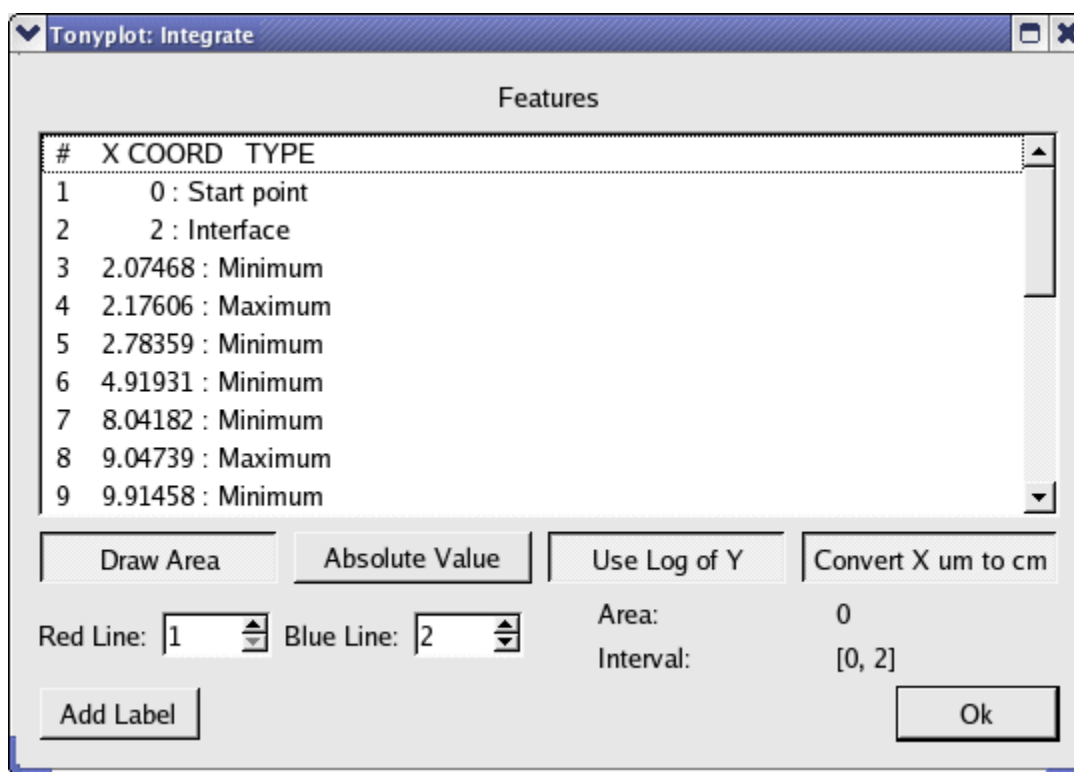 Tonyplot: Integrate
Features
# X COORD TYPE
1 0 : Start point
2 2 : Interface
3 2.07468 : Minimum
4 2.17606 : Maximum
5 2.78359 : Minimum
6 4.91931 : Minimum
7 8.04182 : Minimum
8 9.04739 : Maximum
9 9.91458 : Minimum
Draw Area Absolute Value Use Log of Y Convert X um to cm
Red Line: 1 Blue Line: 2 Area: 0
Interval: [0, 2]
Add Label Ok